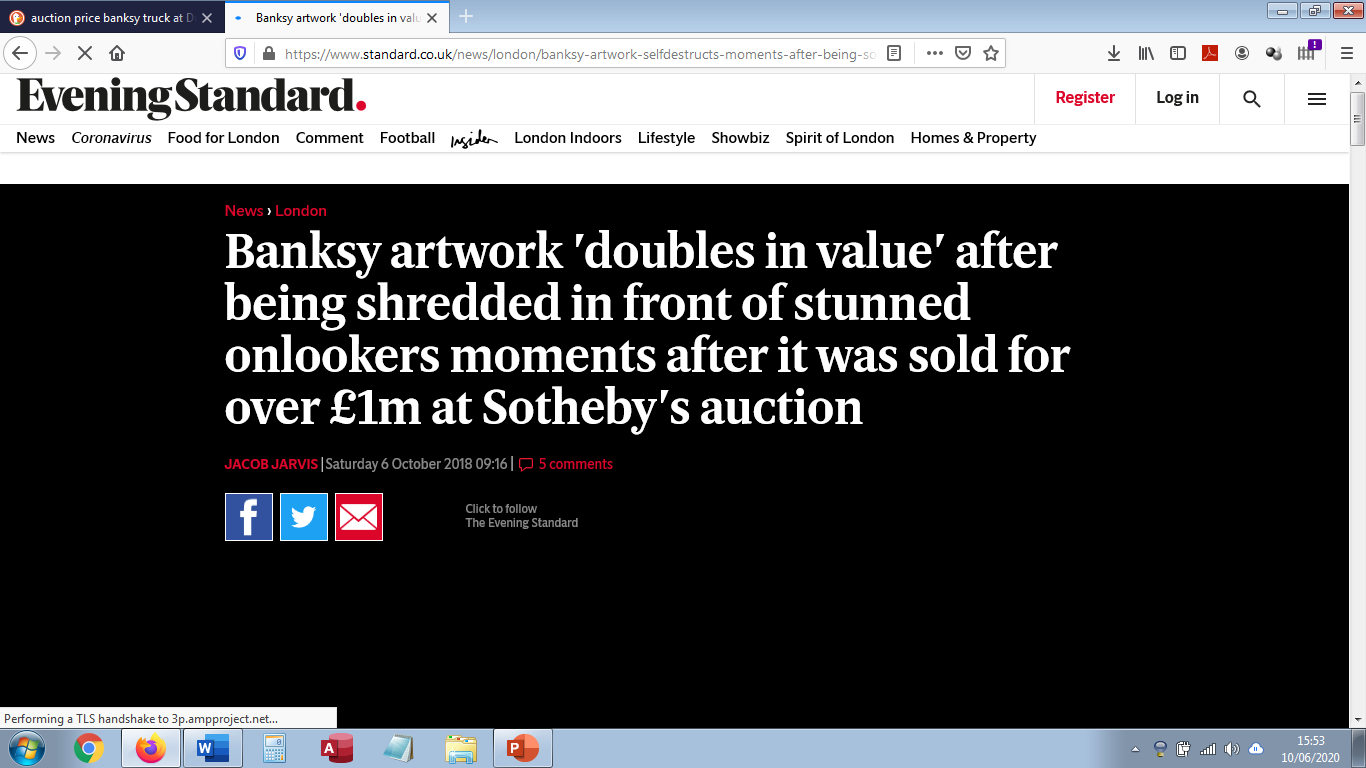 auction price banksy truck at D
Banksy artwork 'doubles in valu
https://www.standard.co.uk/news/london/banksy-artwork-selfdestructs-moments-after-being-so
Evening Standard.
Register
Log in
News
Coronavirus
Food for London
Comment
Football
Insider
London Indoors
Lifestyle
Showbiz
Spirit of London
Homes & Property
News › London
Banksy artwork 'doubles in value' after
being shredded in front of stunned
onlookers moments after it was sold for
over £1m at Sotheby's auction
JACOB JARVIS | Saturday 6 October 2018 09:16 | 5 comments
Click to follow
The Evening Standard
Performing a TLS handshake to 3p.ampproject.net...
15:53
10/06/2020